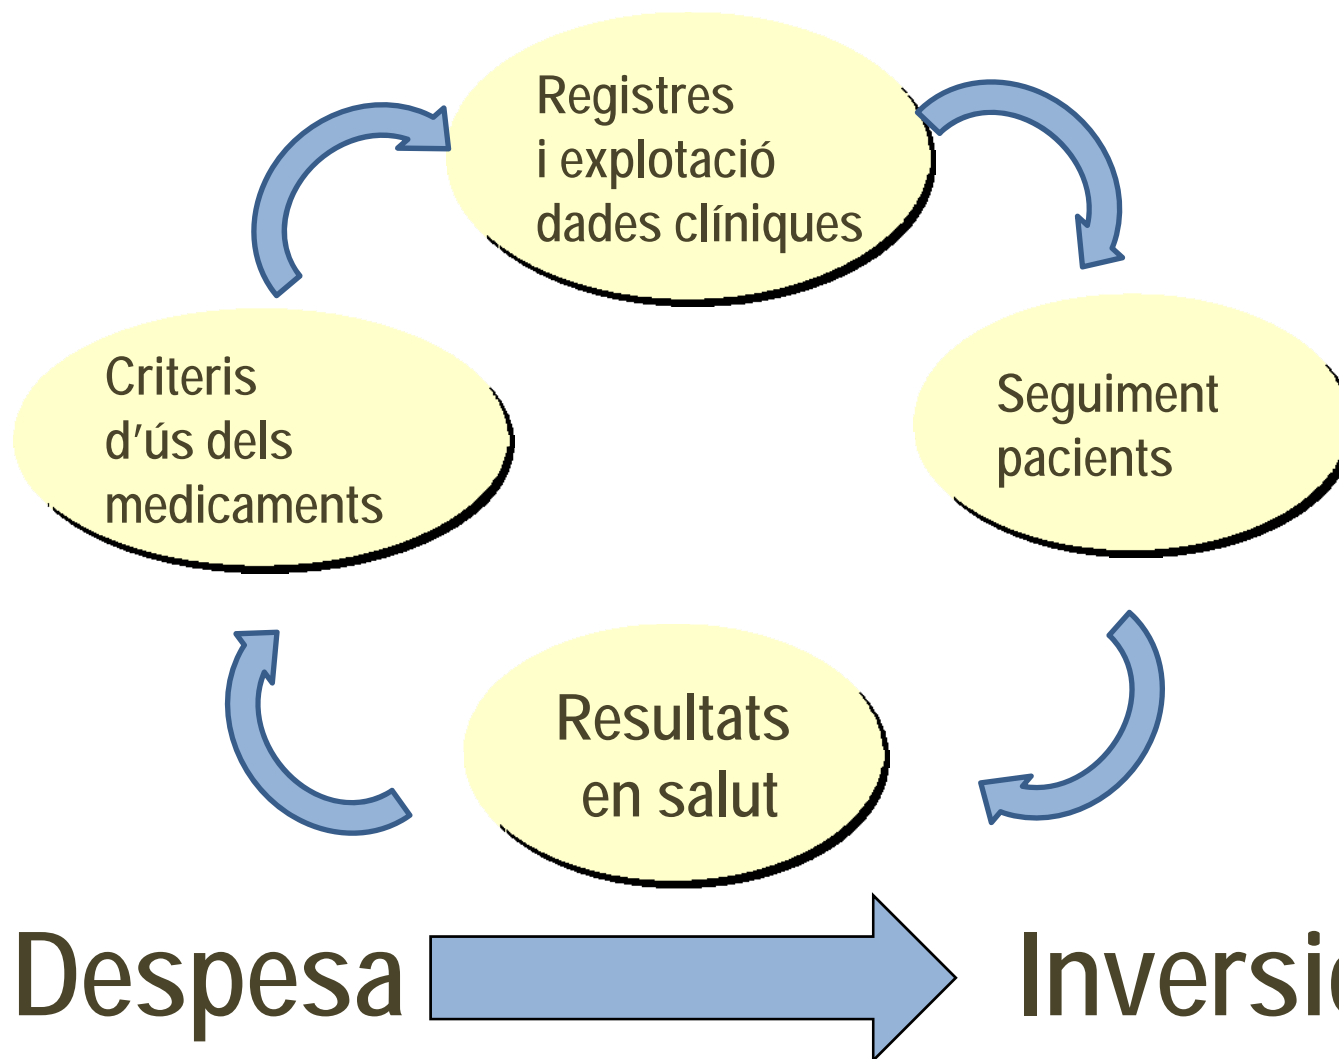 Registres
i explotació
dades clíniques
Criteris
d'ús dels
medicaments
Seguiment
pacients
Resultats
en salut
Despesa